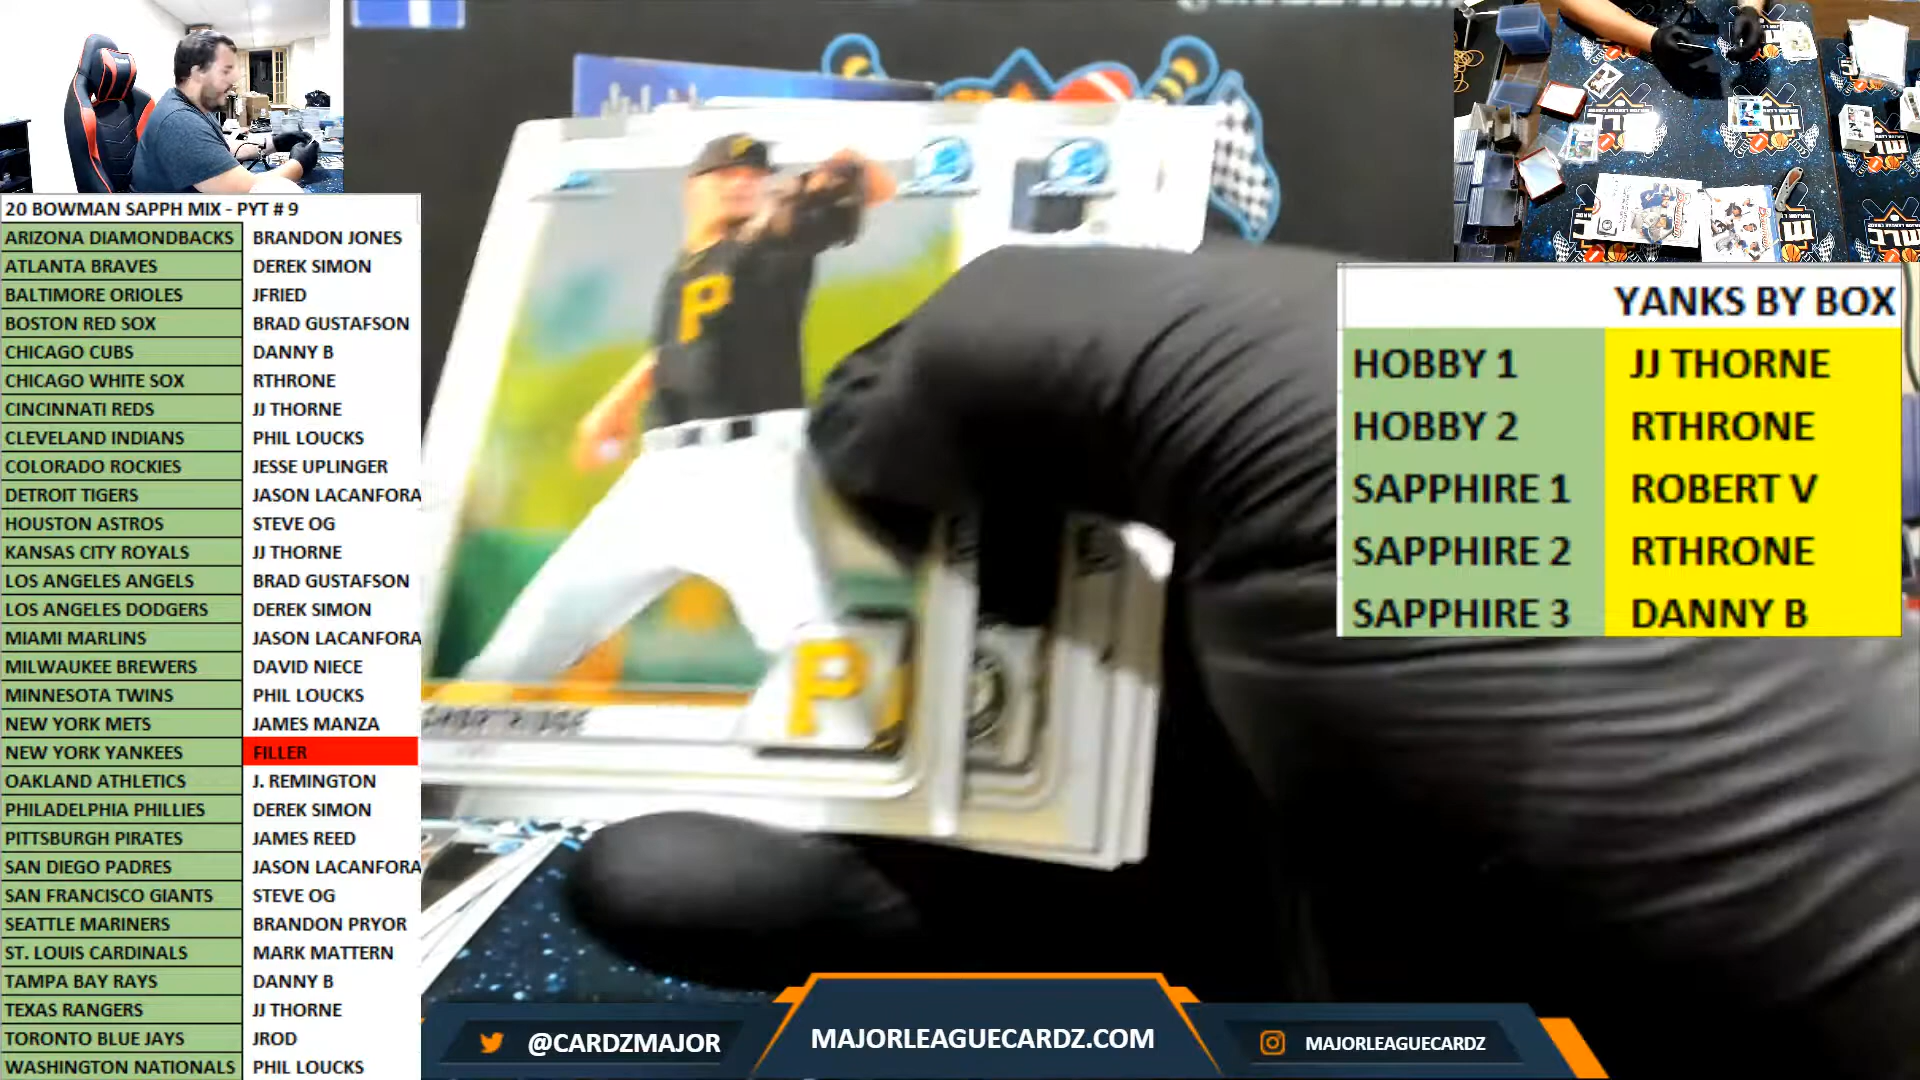 20 BOWMAN SAPPH MIX - PYT # 9
ARIZONA DIAMONDBACKS BRANDON JONES
ATLANTA BRAVES DEREK SIMON
BALTIMORE ORIOLES JFRIED
BOSTON RED SOX BRAD GUSTAFSON
CHICAGO CUBS DANNY B
CHICAGO WHITE SOX RTHRONE
CINCINNATI REDS JJ THORNE
CLEVELAND INDIANS PHIL LOUCKS
COLORADO ROCKIES JESSE UPLINGER
DETROIT TIGERS JASON LACANFORA
HOUSTON ASTROS STEVE OG
KANSAS CITY ROYALS JJ THORNE
LOS ANGELES ANGELS BRAD GUSTAFSON
LOS ANGELES DODGERS DEREK SIMON
MIAMI MARLINS JASON LACANFORA
MILWAUKEE BREWERS DAVID NIECE
MINNESOTA TWINS PHIL LOUCKS
NEW YORK METS JAMES MANZA
NEW YORK YANKEES FILLER
OAKLAND ATHLETICS J. REMINGTON
PHILADELPHIA PHILLIES DEREK SIMON
PITTSBURGH PIRATES JAMES REED
SAN DIEGO PADRES JASON LACANFORA
SAN FRANCISCO GIANTS STEVE OG
SEATTLE MARINERS BRANDON PRYOR
ST. LOUIS CARDINALS MARK MATTERN
TAMPA BAY RAYS DANNY B
TEXAS RANGERS JJ THORNE
TORONTO BLUE JAYS JROD
WASHINGTON NATIONALS PHIL LOUCKS
P
P
P
YANKS BY BOX
HOBBY 1 JJ THORNE
HOBBY 2 RTHRONE
SAPPHIRE 1 ROBERT V
SAPPHIRE 2 RTHRONE
SAPPHIRE 3 DANNY B
@CARDZMAJOR
MAJORLEAGUECARDZ.COM
MAJORLEAGUECARDZ